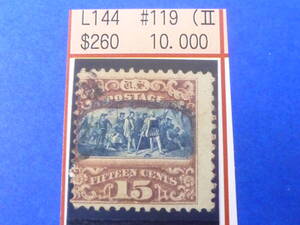 L144 #119 (II
$260 10.000
U.S.
POSTAGE
FIFTEEN CENTS
15